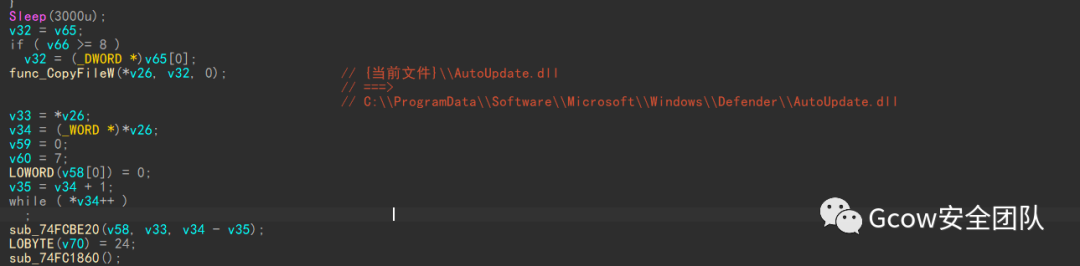 }
Sleep(3000u);
v32 = v65;
if ( v66 >= 8 )
v32 = (_DWORD *)v65[0];
func_CopyFileW(*v26, v32, 0); // [当前文件]\\AutoUpdate.dll
// ===>
// C:\\ProgramData\\Software\\Microsoft\\Windows\\Defender\\AutoUpdate.dll
v33 = *v26;
v34 = (_WORD *)*v26;
v59 = 0;
v60 = 7;
LOWORD(v58[0]) = 0;
v35 = v34 + 1;
while ( *v34++ )
;
sub_74FCBE20(v58, v33, v34 - v35);
LOBYTE(v70) = 24;
sub_74FC1860();
Gcow安全团队